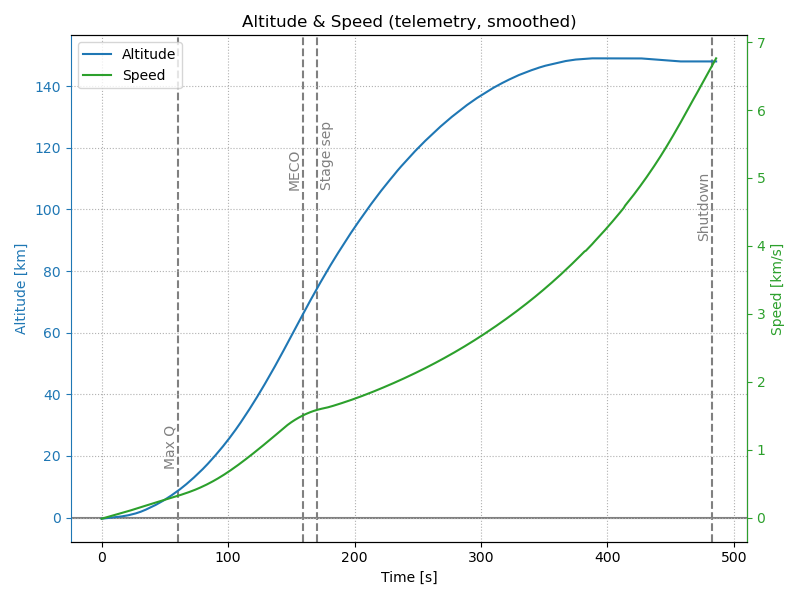 Altitude & Speed (telemetry, smoothed)
Altitude
Speed
Altitude [km]
140
120
100
80
60
40
20
0
Max Q
MECO
Stage sep
Shutdown
7
6
5
4
3
2
1
0
Speed [km/s]
0 100 200 300 400 500
Time [s]